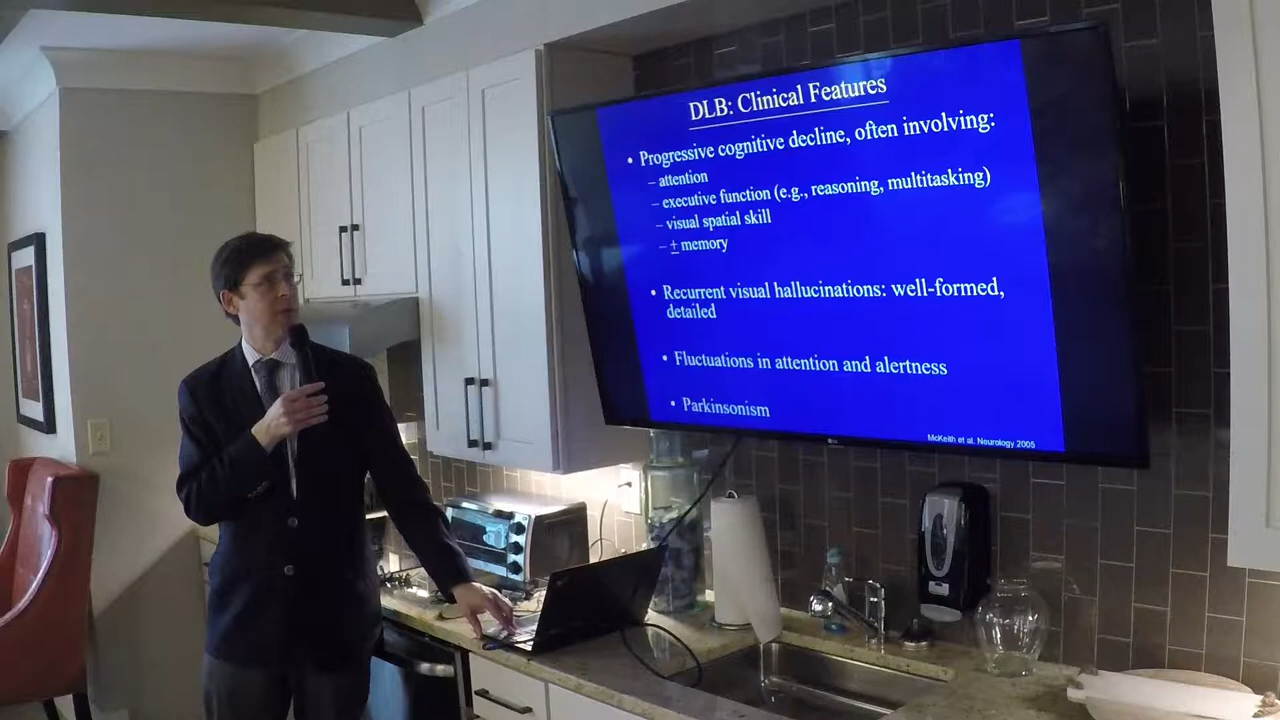 DLB: Clinical Features
• Progressive cognitive decline, often involving:
– attention
– executive function (e.g., reasoning, multitasking)
– visual spatial skill
– ± memory
• Recurrent visual hallucinations: well-formed,
detailed
• Fluctuations in attention and alertness
• Parkinsonism
McKeith et al. Neurology 2005
LG